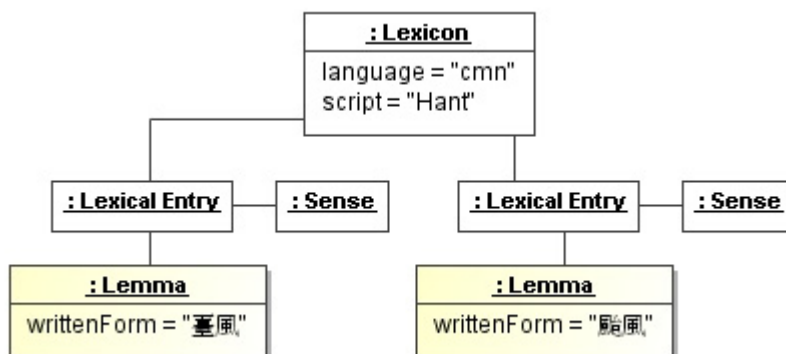 : Lexicon
language = "cmn"
script = "Hant"
: Lexical Entry
: Sense
: Lexical Entry
: Sense
: Lemma
writtenForm = "臺風"
: Lemma
writtenForm = "颱風"